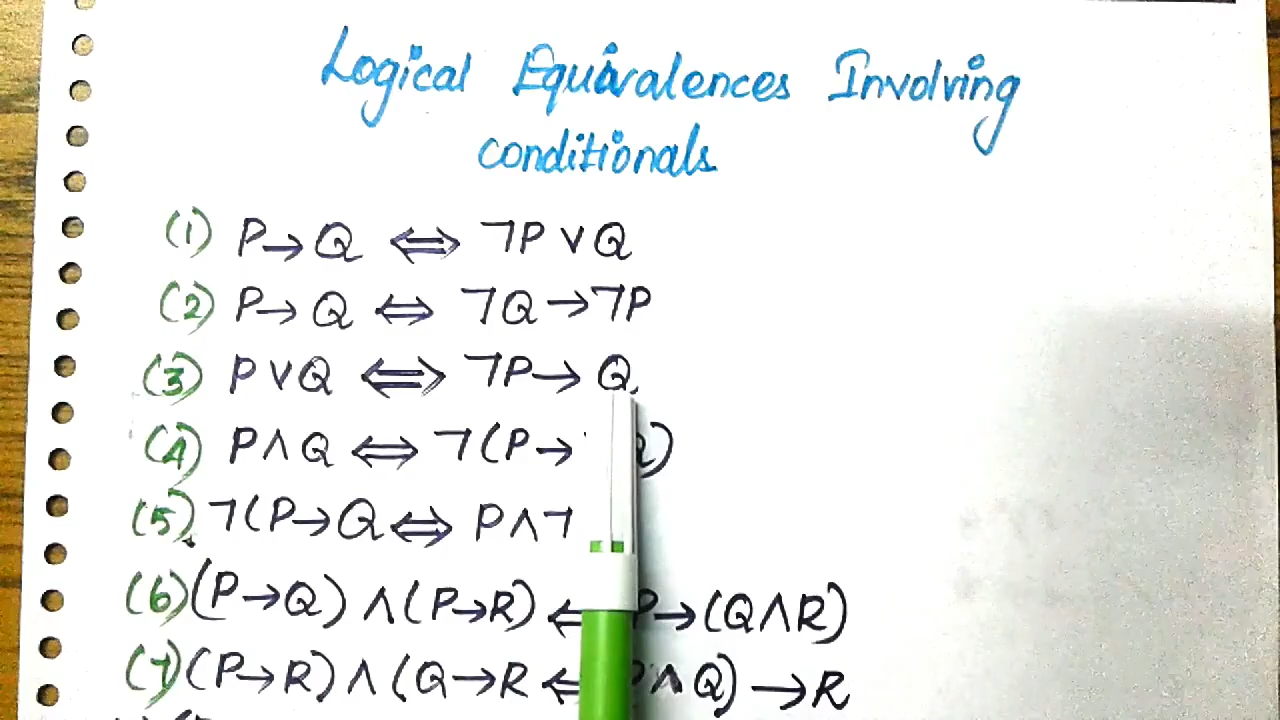 Logical Equivalences Involving
conditionals
(1) P→Q ⇔ ¬P∨Q
(2) P→Q ⇔ ¬Q→¬P
(3) P∨Q ⇔ ¬P→Q
(4) P∧Q ⇔ ¬(P→ Q)
(5) ¬(P→Q ⇔ P∧¬
(6) (P→Q) ∧(P→R) ⇔ P→(Q∧R)
(7) (P→R) ∧ (Q→R ⇔ P∧Q) →R